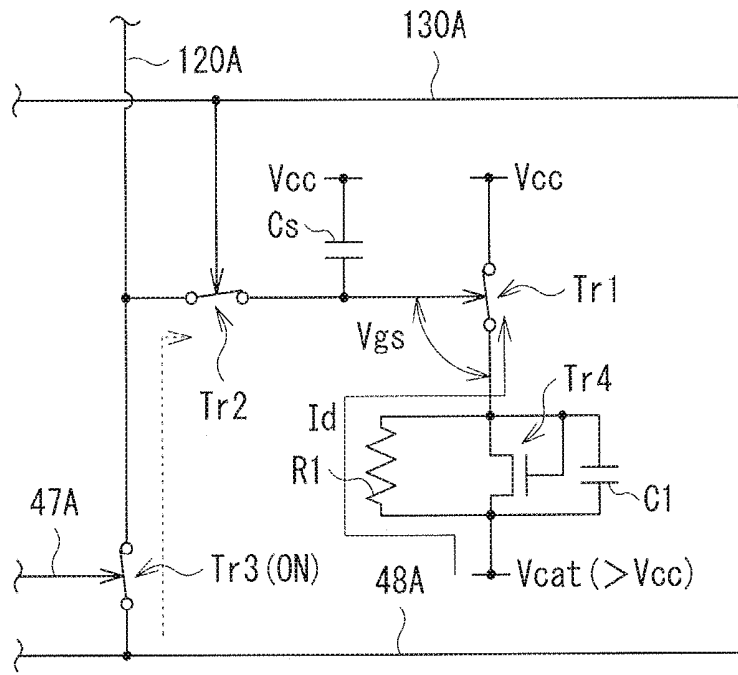 120A
130A
Vcc
Vcc
Cs
Tr1
Vgs
Tr2
Tr4
Id
R1
C1
47A
Tr3(ON)
Vcat(>Vcc)
48A